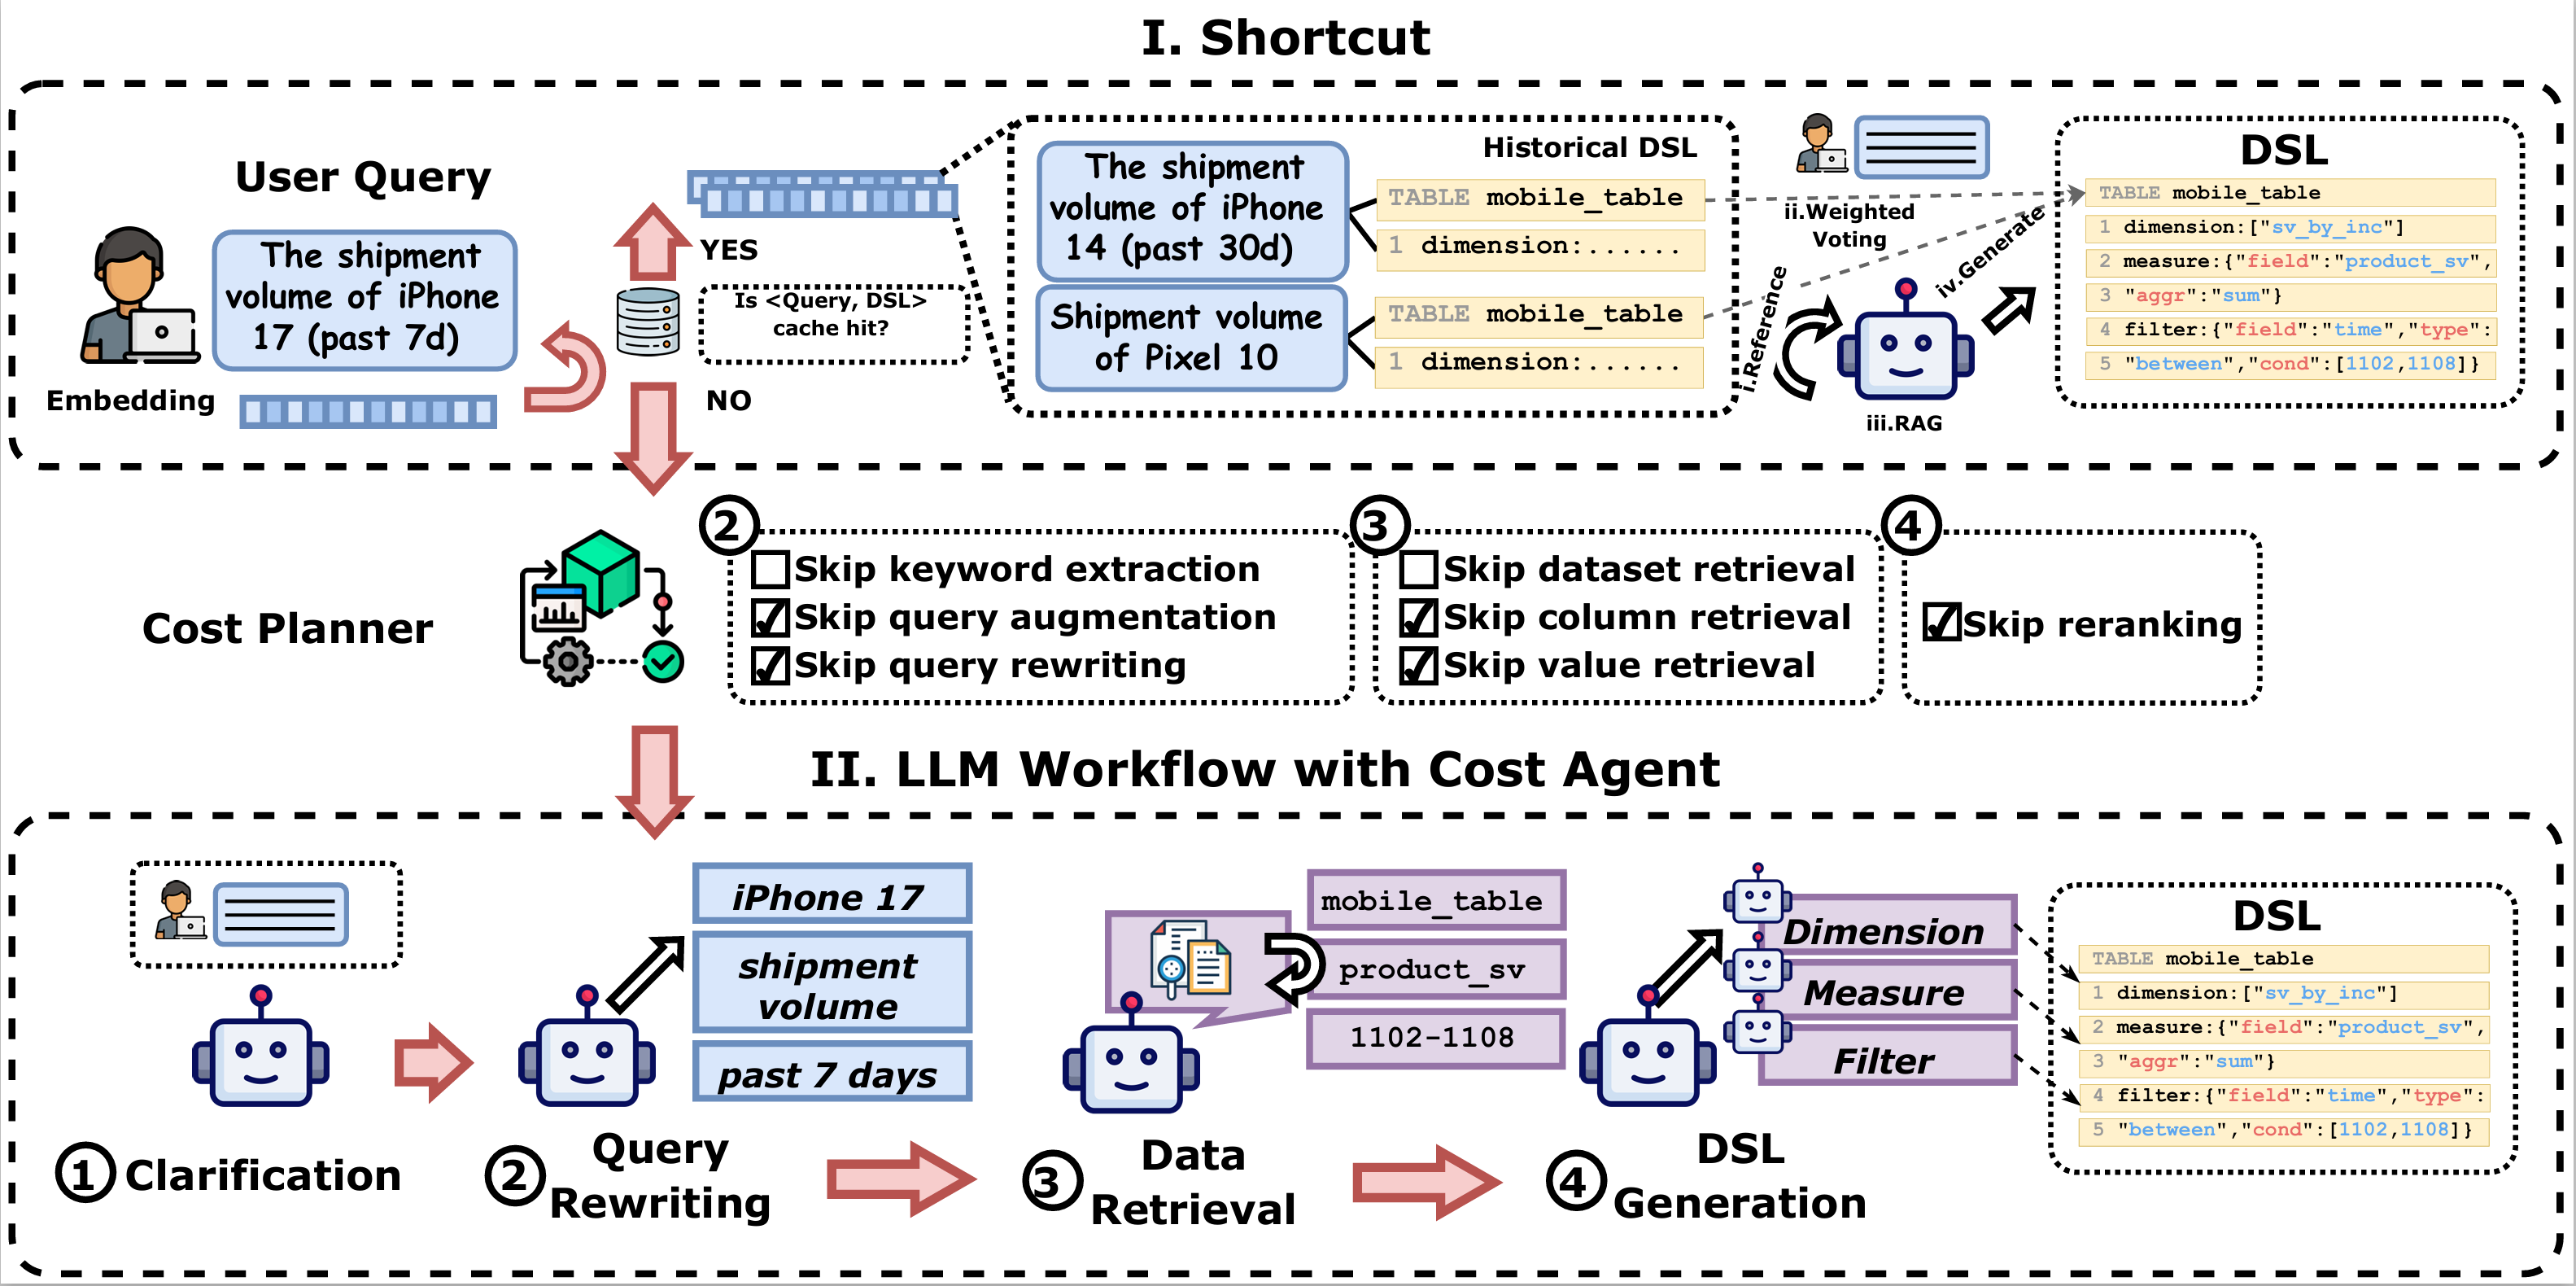 I. Shortcut
User Query
The shipment
volume of iPhone
17 (past 7d)
Embedding
YES
Is <Query, DSL>
cache hit?
NO
Historical DSL
The shipment
volume of iPhone
14 (past 30d)
TABLE mobile_table
1 dimension:......
Shipment volume
of Pixel 10
TABLE mobile_table
1 dimension:......
i.Reference
ii.Weighted
Voting
iii.RAG
iv.Generate
DSL
TABLE mobile_table
1 dimension:["sv_by_inc"]
2 measure:{"field":"product_sv",
3 "aggr":"sum"}
4 filter:{"field":"time","type":
5 "between","cond":[1102,1108]}
Cost Planner
2
Skip keyword extraction
Skip query augmentation
Skip query rewriting
3
Skip dataset retrieval
Skip column retrieval
Skip value retrieval
4
Skip reranking
II. LLM Workflow with Cost Agent
1 Clarification
iPhone 17
shipment
volume
past 7 days
2 Query
Rewriting
mobile_table
product_sv
1102-1108
3 Data
Retrieval
Dimension
Measure
Filter
4 DSL
Generation
DSL
TABLE mobile_table
1 dimension:["sv_by_inc"]
2 measure:{"field":"product_sv",
3 "aggr":"sum"}
4 filter:{"field":"time","type":
5 "between","cond":[1102,1108]}